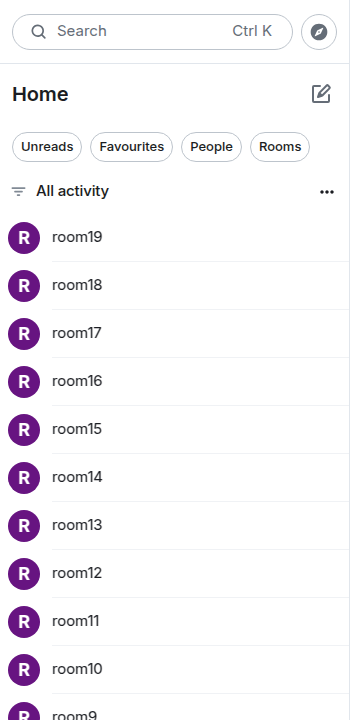 Search Ctrl K
Home
Unreads Favourites People Rooms
All activity
R room19
R room18
R room17
R room16
R room15
R room14
R room13
R room12
R room11
R room10
R room9